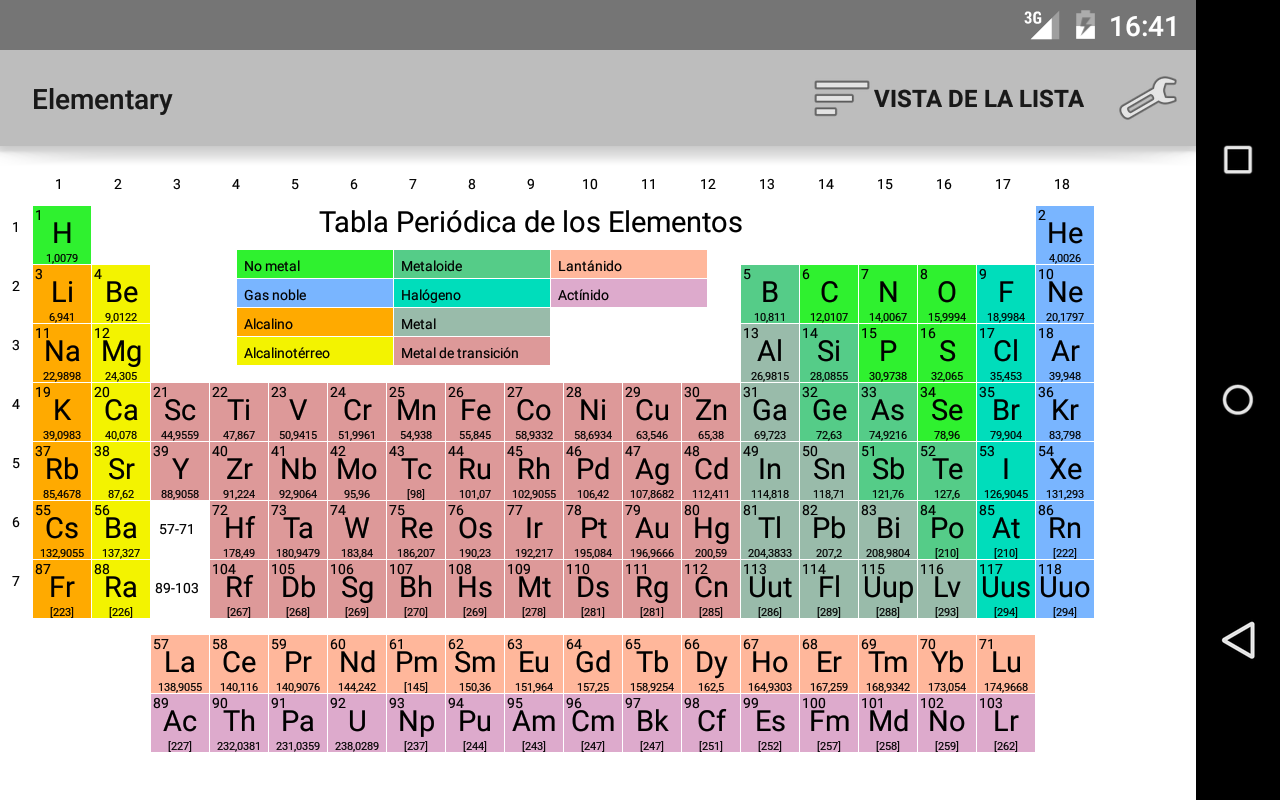 3G 16:41
Elementary VISTA DE LA LISTA
1 2 3 4 5 6 7 8 9 10 11 12 13 14 15 16 17 18
Tabla Periódica de los Elementos
No metal Metaloide Lantánido
Gas noble Halógeno Actínido
Alcalino Metal
Alcalinotérreo Metal de transición
1
1 2
H He
1,0079 4,0026
2
3 4 5 6 7 8 9 10
Li Be B C N O F Ne
6,941 9,0122 10,811 12,0107 14,0067 15,9994 18,9984 20,1797
3
11 12 13 14 15 16 17 18
Na Mg Al Si P S Cl Ar
22,9898 24,305 26,9815 28,0855 30,9738 32,065 35,453 39,948
4
19 20 21 22 23 24 25 26 27 28 29 30 31 32 33 34 35 36
K Ca Sc Ti V Cr Mn Fe Co Ni Cu Zn Ga Ge As Se Br Kr
39,0983 40,078 44,9559 47,867 50,9415 51,9961 54,938 55,845 58,9332 58,6934 63,546 65,38 69,723 72,63 74,9216 78,96 79,904 83,798
5
37 38 39 40 41 42 43 44 45 46 47 48 49 50 51 52 53 54
Rb Sr Y Zr Nb Mo Tc Ru Rh Pd Ag Cd In Sn Sb Te I Xe
85,4678 87,62 88,9058 91,224 92,9064 95,96 [98] 101,07 102,9055 106,42 107,8682 112,411 114,818 118,71 121,76 127,6 126,9045 131,293
6
55 56 72 73 74 75 76 77 78 79 80 81 82 83 84 85 86
Cs Ba 57-71 Hf Ta W Re Os Ir Pt Au Hg Tl Pb Bi Po At Rn
132,9055 137,327 178,49 180,9479 183,84 186,207 190,23 192,217 195,084 196,9666 200,59 204,3833 207,2 208,9804 [210] [210] [222]
7
87 88 104 105 106 107 108 109 110 111 112 113 114 115 116 117 118
Fr Ra 89-103 Rf Db Sg Bh Hs Mt Ds Rg Cn Uut Fl Uup Lv Uus Uuo
[223] [226] [267] [268] [269] [270] [269] [278] [281] [281] [285] [286] [289] [288] [293] [294] [294]
57 58 59 60 61 62 63 64 65 66 67 68 69 70 71
La Ce Pr Nd Pm Sm Eu Gd Tb Dy Ho Er Tm Yb Lu
138,9055 140,116 140,9076 144,242 [145] 150,36 151,964 157,25 158,9254 162,5 164,9303 167,259 168,9342 173,054 174,9668
89 90 91 92 93 94 95 96 97 98 99 100 101 102 103
Ac Th Pa U Np Pu Am Cm Bk Cf Es Fm Md No Lr
[227] 232,0381 231,0359 238,0289 [237] [244] [243] [247] [247] [251] [252] [257] [258] [259] [262]